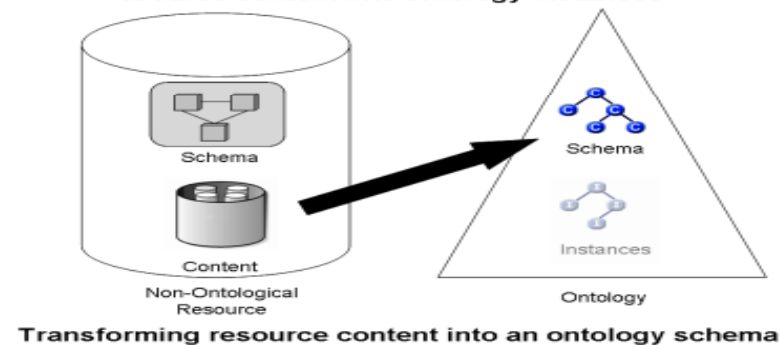 Schema
Content
Non-Ontological
Resource
C
C
C
C
C
Schema
I
I
I
I
Instances
Ontology
Transforming resource content into an ontology schema